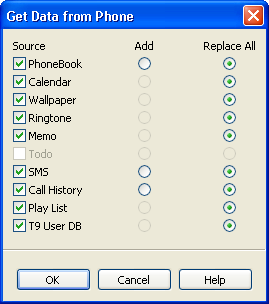 Get Data from Phone
Source Add Replace All
PhoneBook
Calendar
Wallpaper
Ringtone
Memo
Todo
SMS
Call History
Play List
T9 User DB
OK Cancel Help